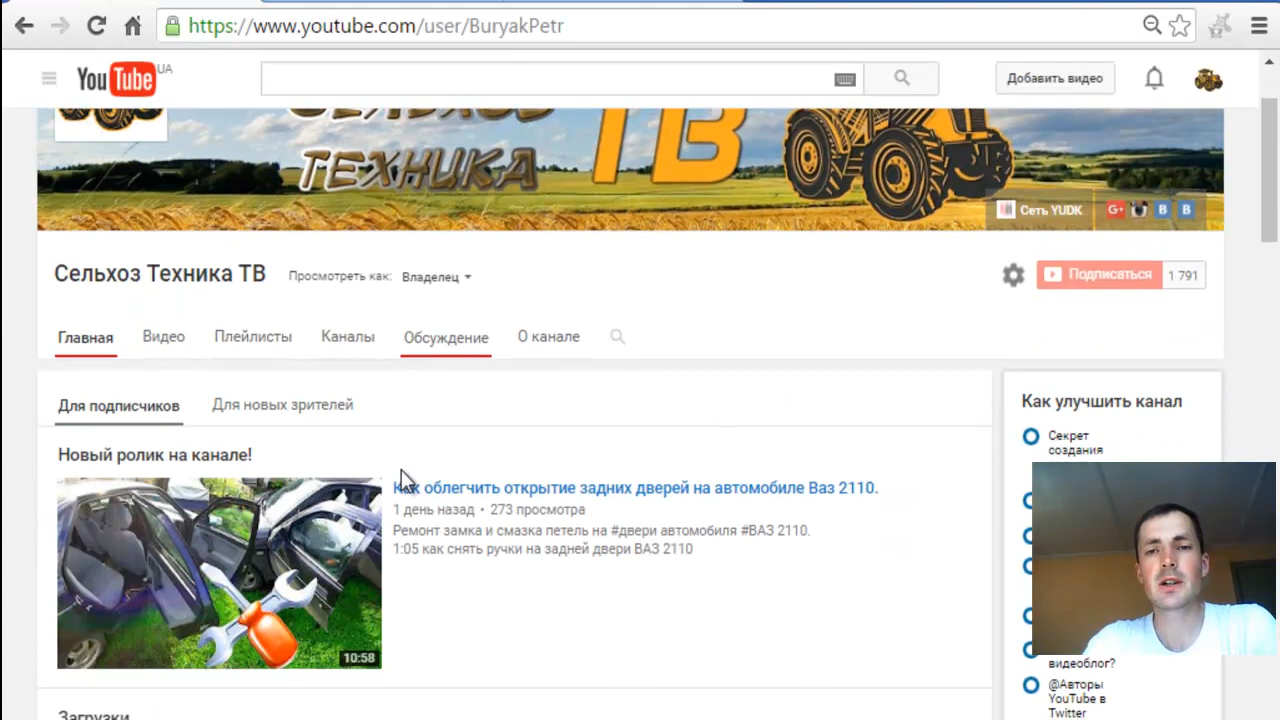 https://www.youtube.com/user/BuryakPetr
YouTube UA
Добавить видео
СЕЛЬХОЗ
ТЕХНИКА
ТВ
Сеть YUDK
G+ B B
Сельхоз Техника ТВ
Просмотреть как: Владелец
Подписаться 1 791
Главная Видео Плейлисты Каналы Обсуждение О канале
Для подписчиков Для новых зрителей
Новый ролик на канале!
Как облегчить открытие задних дверей на автомобиле Ваз 2110.
1 день назад • 273 просмотра
Ремонт замка и смазка петель на #двери автомобиля #ВАЗ 2110.
1:05 как снять ручки на задней двери ВАЗ 2110
10:58
Загрузки
Как улучшить канал
Секрет
создания
видеоблог?
@Авторы
YouTube в
Twitter